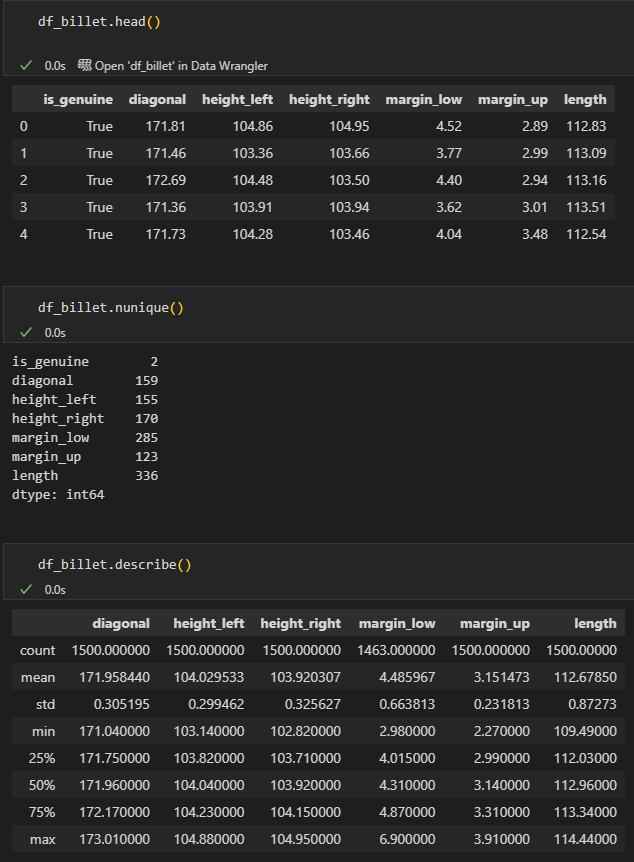 df_billet.head()
0.0s Open 'df_billet' in Data Wrangler
is_genuine diagonal height_left height_right margin_low margin_up length
0 True 171.81 104.86 104.95 4.52 2.89 112.83
1 True 171.46 103.36 103.66 3.77 2.99 113.09
2 True 172.69 104.48 103.50 4.40 2.94 113.16
3 True 171.36 103.91 103.94 3.62 3.01 113.51
4 True 171.73 104.28 103.46 4.04 3.48 112.54
df_billet.nunique()
0.0s
is_genuine 2
diagonal 159
height_left 155
height_right 170
margin_low 285
margin_up 123
length 336
dtype: int64
df_billet.describe()
0.0s
diagonal height_left height_right margin_low margin_up length
count 1500.000000 1500.000000 1500.000000 1463.000000 1500.000000 1500.00000
mean 171.958440 104.029533 103.920307 4.485967 3.151473 112.67850
std 0.305195 0.299462 0.325627 0.663813 0.231813 0.87273
min 171.040000 103.140000 102.820000 2.980000 2.270000 109.49000
25% 171.750000 103.820000 103.710000 4.015000 2.990000 112.03000
50% 171.960000 104.040000 103.920000 4.310000 3.140000 112.96000
75% 172.170000 104.230000 104.150000 4.870000 3.310000 113.34000
max 173.010000 104.880000 104.950000 6.900000 3.910000 114.44000